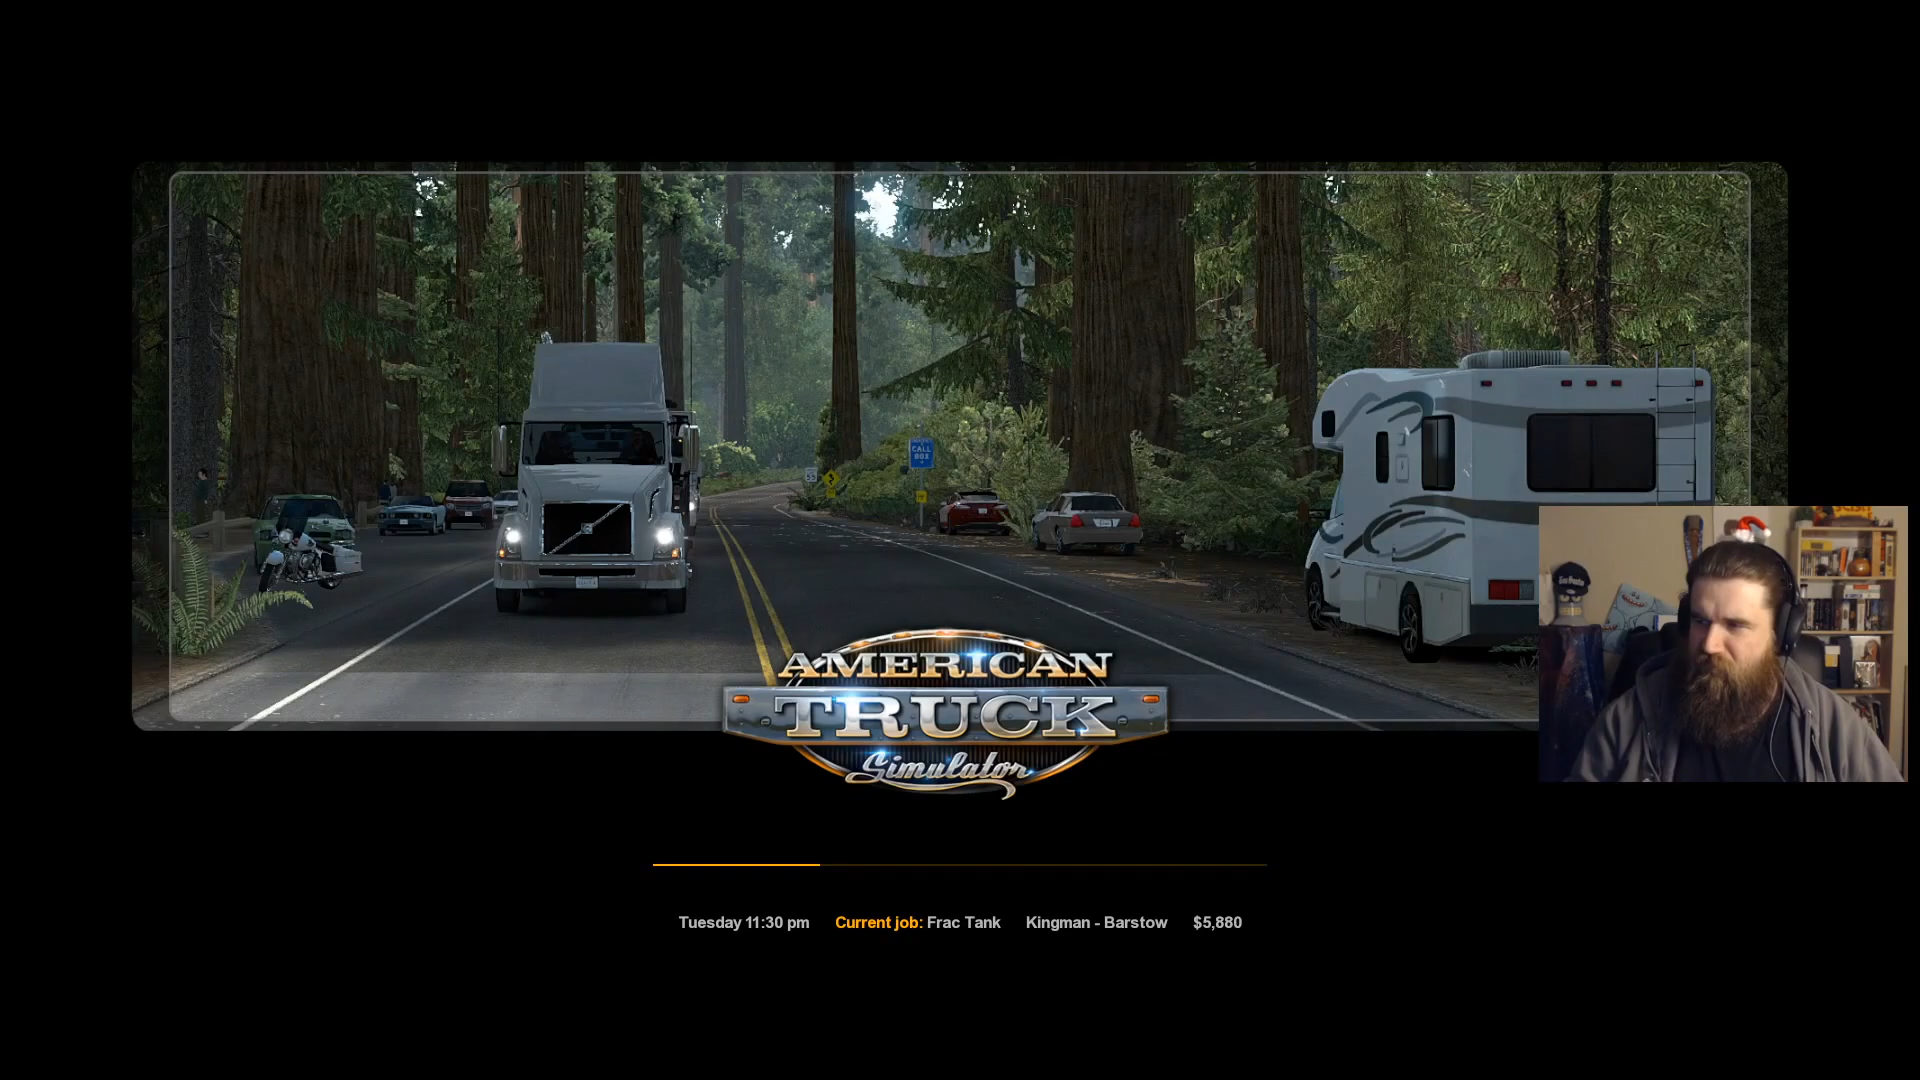 CALL
BOX
AMERICAN
TRUCK
Simulator
Tuesday 11:30 pm Current job: Frac Tank Kingman - Barstow $5,880